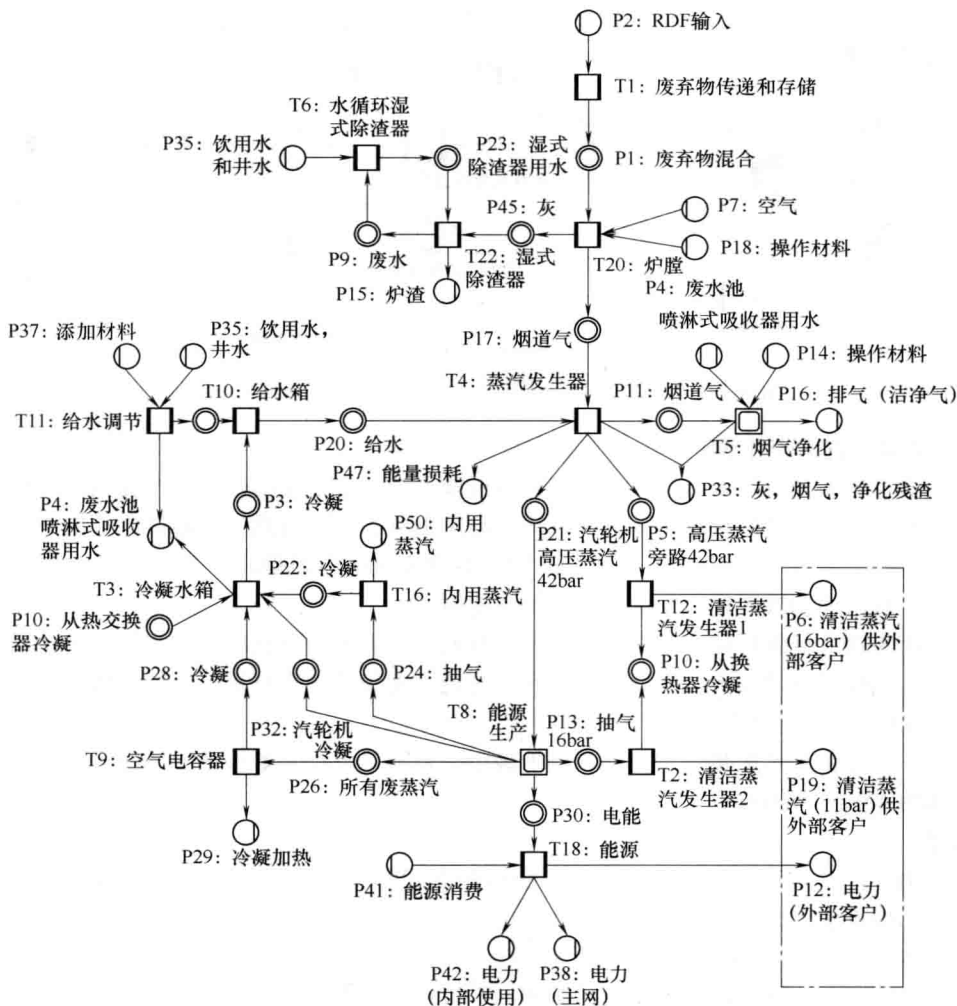 P2: RDF输入
T1: 废弃物传递和存储
T6: 水循环湿
式除渣器
P35: 饮用水
和井水
P23: 湿式
除渣器用水
P1: 废弃物混合
P45: 灰
P7: 空气
P18: 操作材料
P9: 废水
T22: 湿式
除渣器
T20: 炉膛
P15: 炉渣
P4: 废水池
喷淋式吸收器用水
P37: 添加材料
P35: 饮用水,
井水
P17: 烟道气
P14: 操作材料
T10: 给水箱
T4: 蒸汽发生器
P11: 烟道气
P16: 排气 (洁净气)
T11: 给水调节
P20: 给水
T5: 烟气净化
P47: 能量损耗
P33: 灰, 烟气, 净化残渣
P3: 冷凝
P4: 废水池
喷淋式吸收
器用水
P50: 内用
蒸汽
P21: 汽轮机
高压蒸汽
42bar
P5: 高压蒸汽
旁路42bar
P22: 冷凝
T3: 冷凝水箱
T16: 内用蒸汽
T12: 清洁蒸
汽发生器1
P6: 清洁蒸汽
(16bar) 供外
部客户
P10: 从热交换
器冷凝
P28: 冷凝
P24: 抽气
P10: 从换
热器冷凝
P32: 汽轮机
冷凝
T8: 能源
生产
P13: 抽气
16bar
T9: 空气电容器
P26: 所有废蒸汽
T2: 清洁蒸
汽发生器2
P19: 清洁蒸
汽 (11bar) 供
外部客户
P30: 电能
P29: 冷凝加热
T18: 能源
P41: 能源消费
P12: 电力
(外部客户)
P42: 电力
(内部使用)
P38: 电力
(主网)